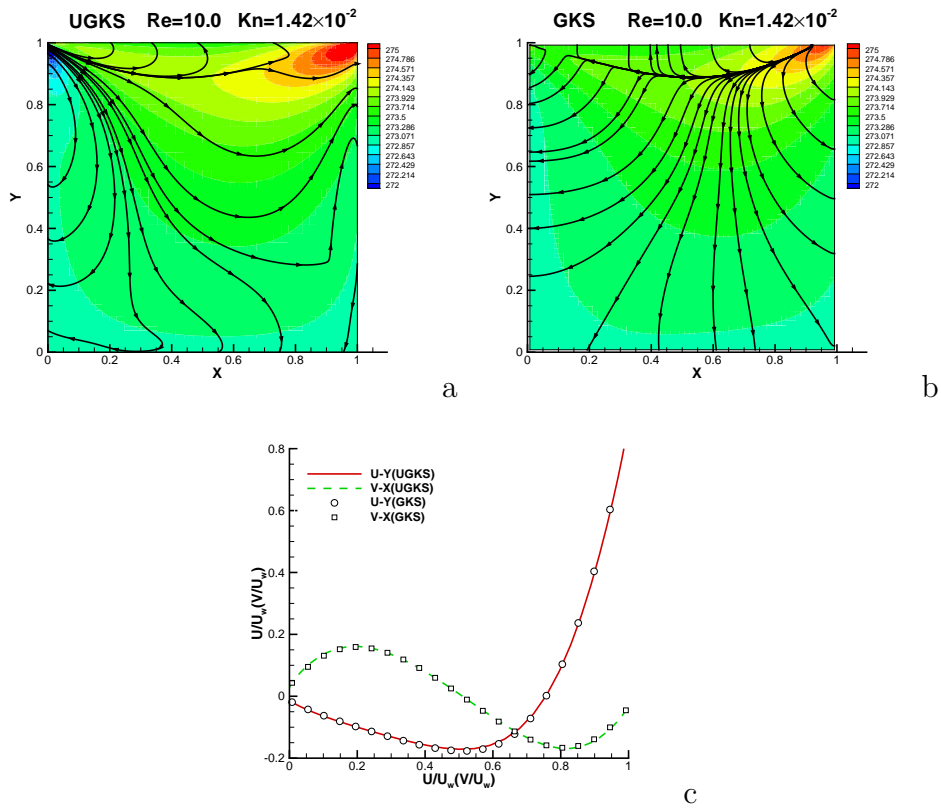 UGKS Re=10.0 Kn=1.42×10⁻²
Y
1
0.8
0.6
0.4
0.2
0
0 0.2 0.4 0.6 0.8 1
X
275
274.786
274.571
274.357
274.143
273.929
273.714
273.5
273.286
273.071
272.857
272.643
272.429
272.214
272
a
GKS Re=10.0 Kn=1.42×10⁻²
Y
1
0.8
0.6
0.4
0.2
0
0 0.2 0.4 0.6 0.8 1
X
275
274.786
274.571
274.357
274.143
273.929
273.714
273.5
273.286
273.071
272.857
272.643
272.429
272.214
272
b
U/Uw(V/Uw)
0.8
0.6
0.4
0.2
0
-0.2
U-Y(UGKS)
V-X(UGKS)
U-Y(GKS)
V-X(GKS)
0 0.2 0.4 0.6 0.8 1
U/Uw(V/Uw)
c